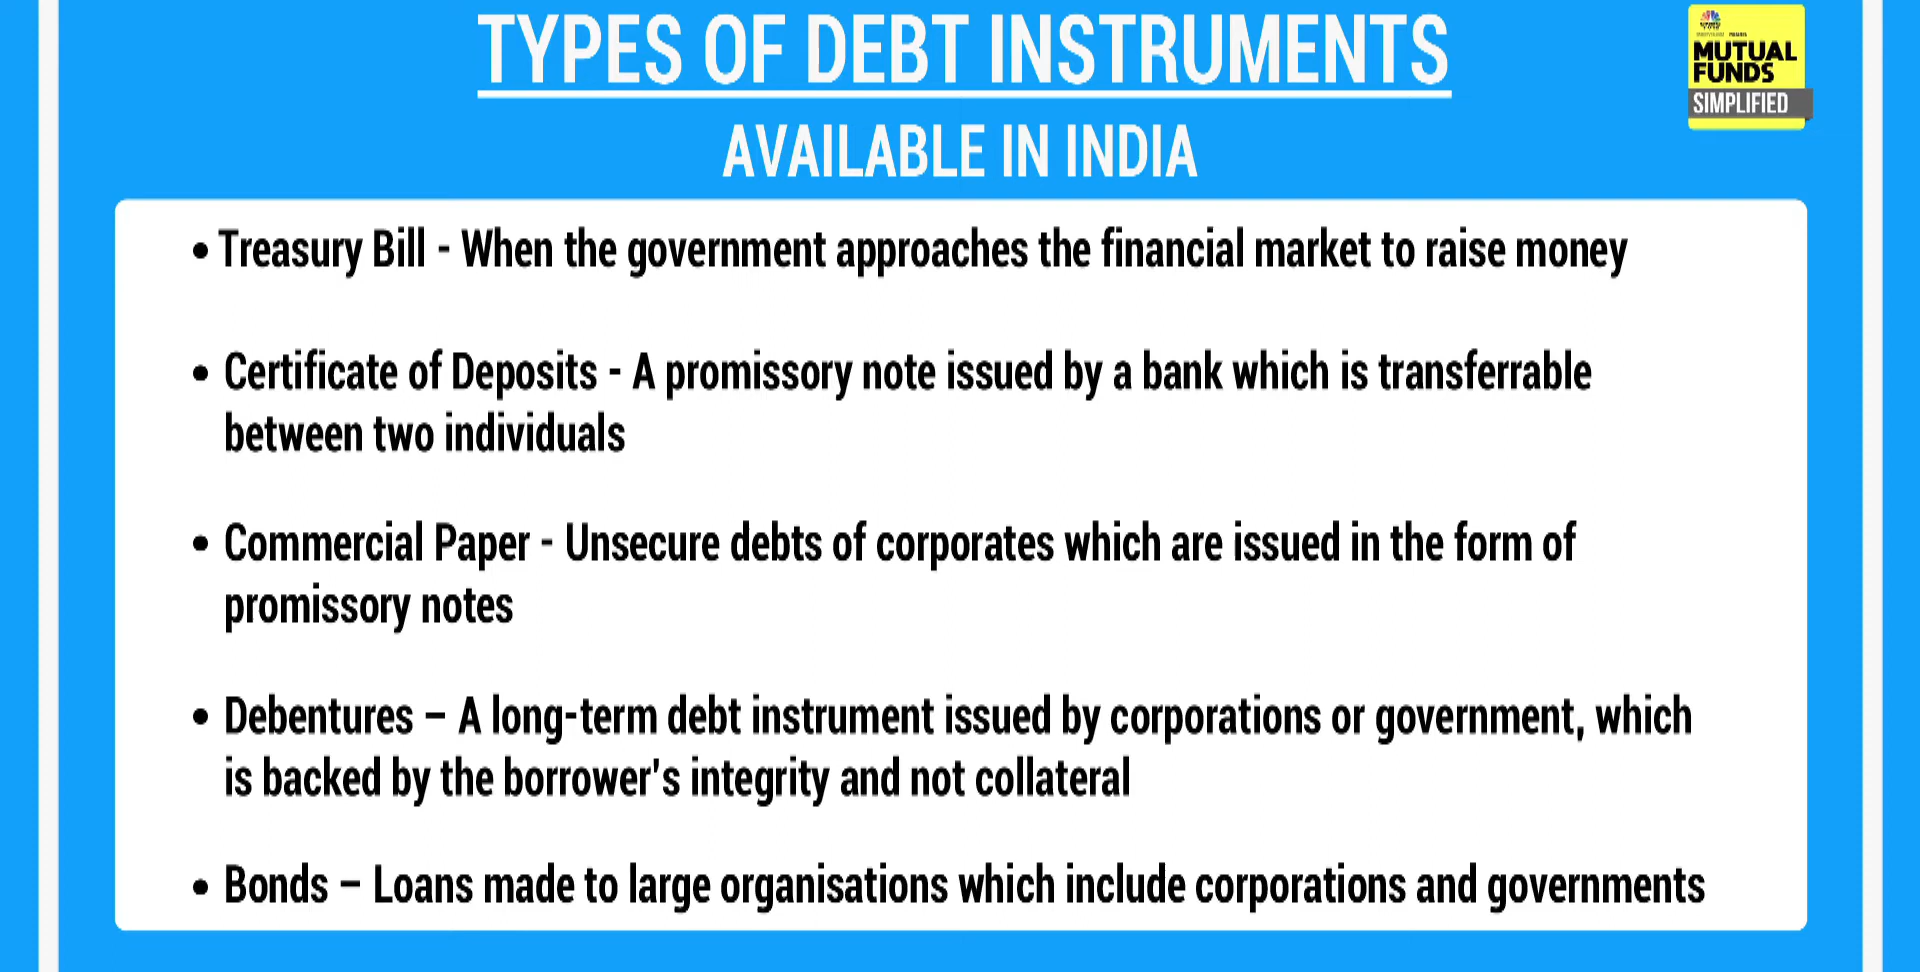 TYPES OF DEBT INSTRUMENTS
AVAILABLE IN INDIA
MUTUAL
FUNDS
SIMPLIFIED
• Treasury Bill - When the government approaches the financial market to raise money
• Certificate of Deposits - A promissory note issued by a bank which is transferrable
between two individuals
• Commercial Paper - Unsecure debts of corporates which are issued in the form of
promissory notes
• Debentures – A long-term debt instrument issued by corporations or government, which
is backed by the borrower's integrity and not collateral
• Bonds – Loans made to large organisations which include corporations and governments